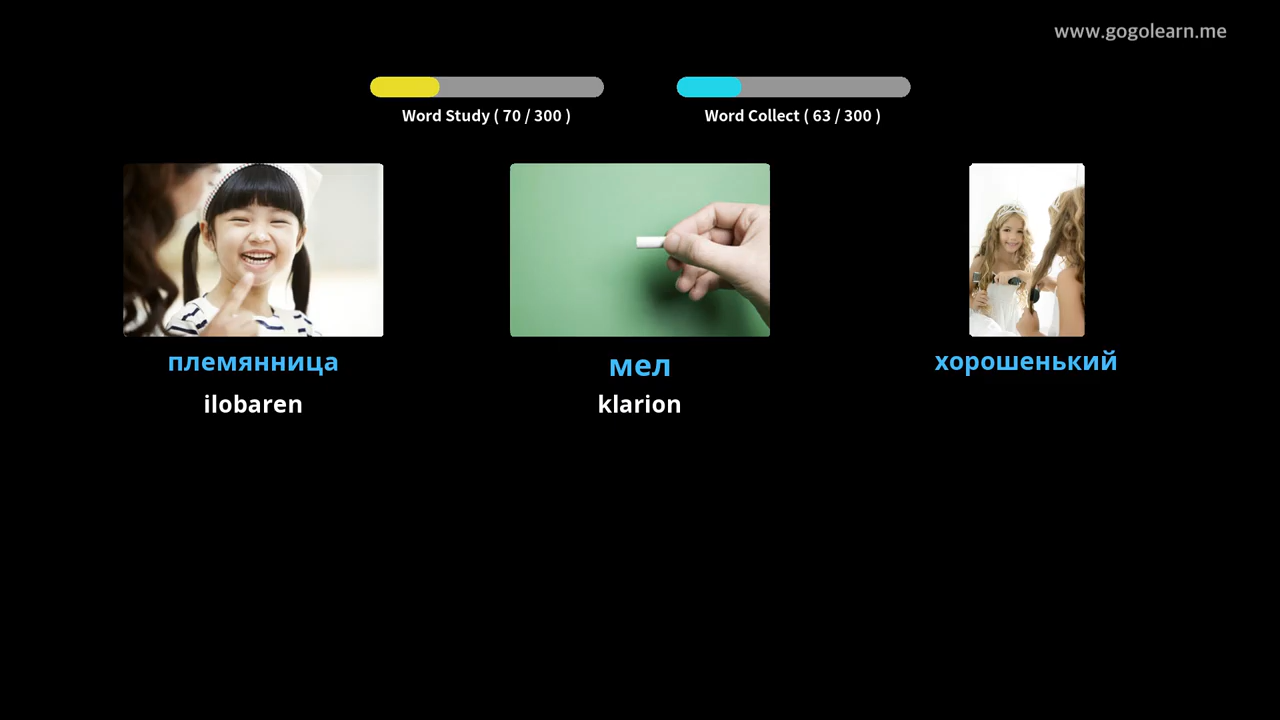 www.gogolearn.me
Word Study ( 70 / 300 )
Word Collect ( 63 / 300 )
племянница
мел
хорошенький
ilobaren
klarion